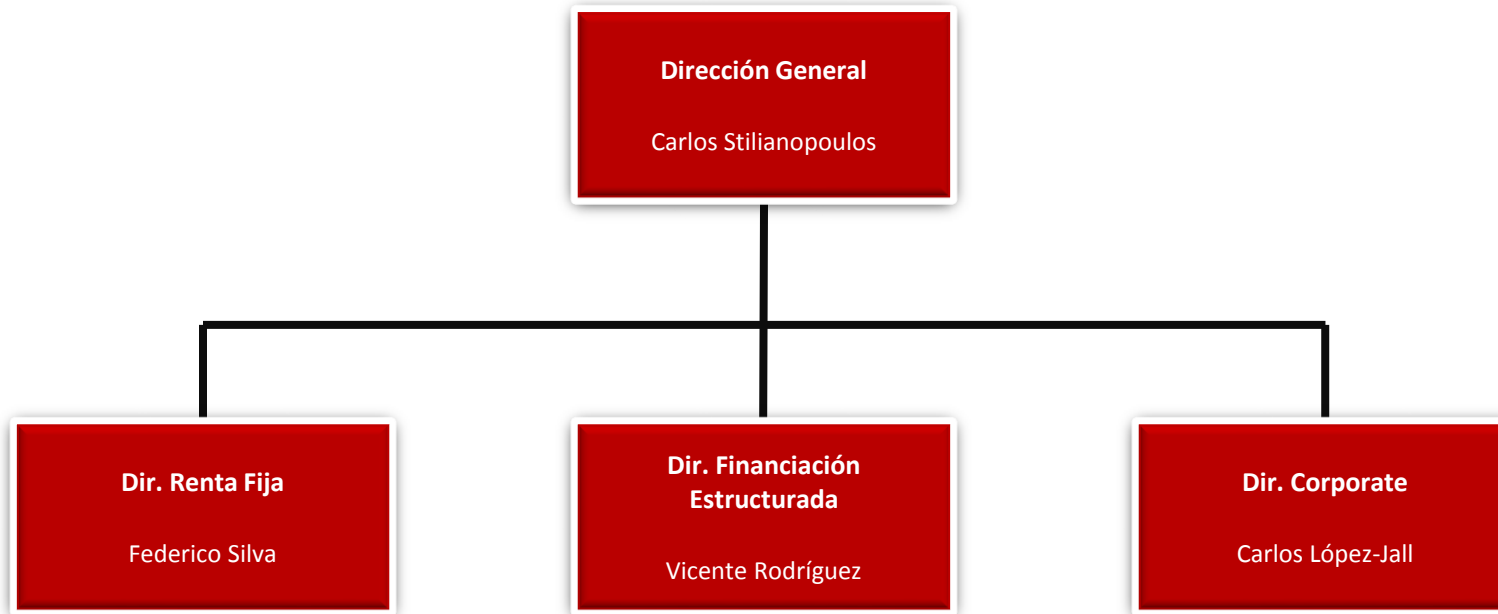 Dirección General
Carlos Stilianopoulos
Dir. Renta Fija
Federico Silva
Dir. Financiación
Estructurada
Vicente Rodríguez
Dir. Corporate
Carlos López-Jall